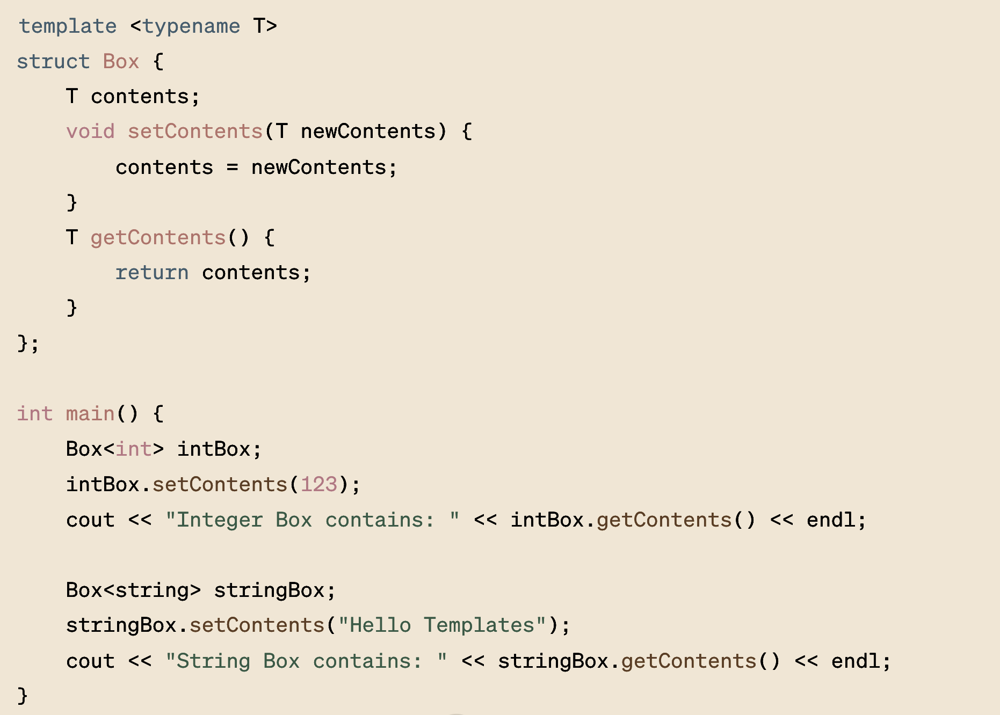 template <typename T>
struct Box {
    T contents;
    void setContents(T newContents) {
        contents = newContents;
    }
    T getContents() {
        return contents;
    }
};

int main() {
    Box<int> intBox;
    intBox.setContents(123);
    cout << "Integer Box contains: " << intBox.getContents() << endl;

    Box<string> stringBox;
    stringBox.setContents("Hello Templates");
    cout << "String Box contains: " << stringBox.getContents() << endl;
}